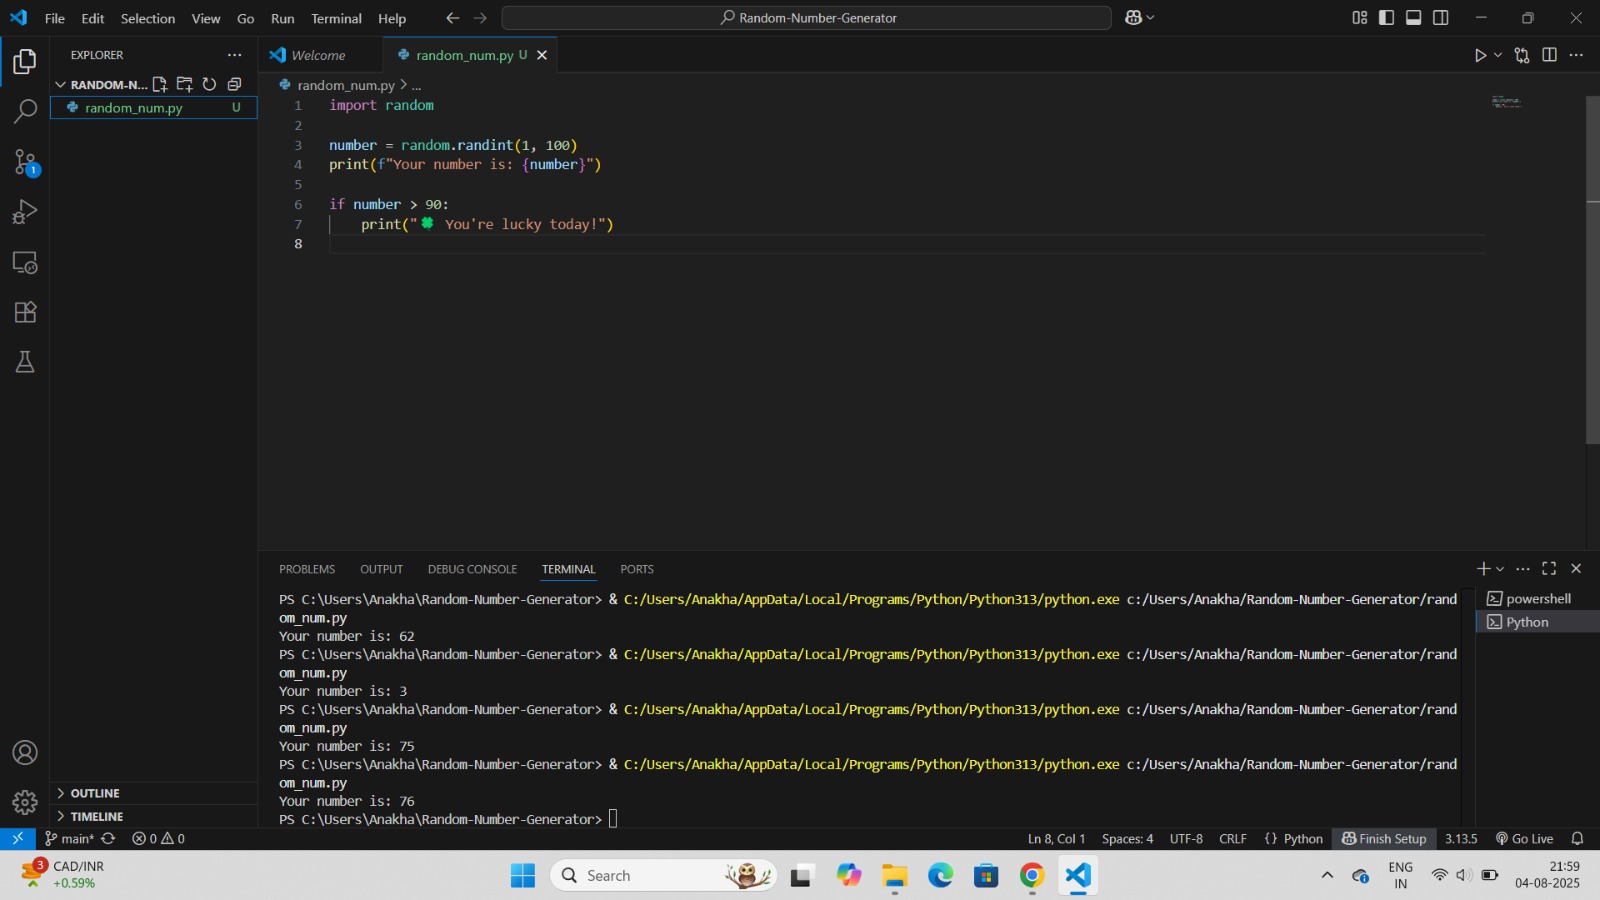 File Edit Selection View Go Run Terminal Help
Random-Number-Generator
EXPLORER
RANDOM-N...
random_num.py U
Welcome
random_num.py U
random_num.py > ...
1 import random
2
3 number = random.randint(1, 100)
4 print(f"Your number is: {number}")
5
6 if number > 90:
7 print("🍀 You're lucky today!")
8
PROBLEMS OUTPUT DEBUG CONSOLE TERMINAL PORTS
PS C:\Users\Anakha\Random-Number-Generator> & C:/Users/Anakha/AppData/Local/Programs/Python/Python313/python.exe c:/Users/Anakha/Random-Number-Generator/rand
om_num.py
Your number is: 62
PS C:\Users\Anakha\Random-Number-Generator> & C:/Users/Anakha/AppData/Local/Programs/Python/Python313/python.exe c:/Users/Anakha/Random-Number-Generator/rand
om_num.py
Your number is: 3
PS C:\Users\Anakha\Random-Number-Generator> & C:/Users/Anakha/AppData/Local/Programs/Python/Python313/python.exe c:/Users/Anakha/Random-Number-Generator/rand
om_num.py
Your number is: 75
PS C:\Users\Anakha\Random-Number-Generator> & C:/Users/Anakha/AppData/Local/Programs/Python/Python313/python.exe c:/Users/Anakha/Random-Number-Generator/rand
om_num.py
Your number is: 76
PS C:\Users\Anakha\Random-Number-Generator>
powershell
Python
1
OUTLINE
TIMELINE
main* 0 0
Ln 8, Col 1 Spaces: 4 UTF-8 CRLF {} Python Finish Setup 3.13.5 Go Live
3
CAD/INR
+0.59%
Search
ENG
IN
21:59
04-08-2025